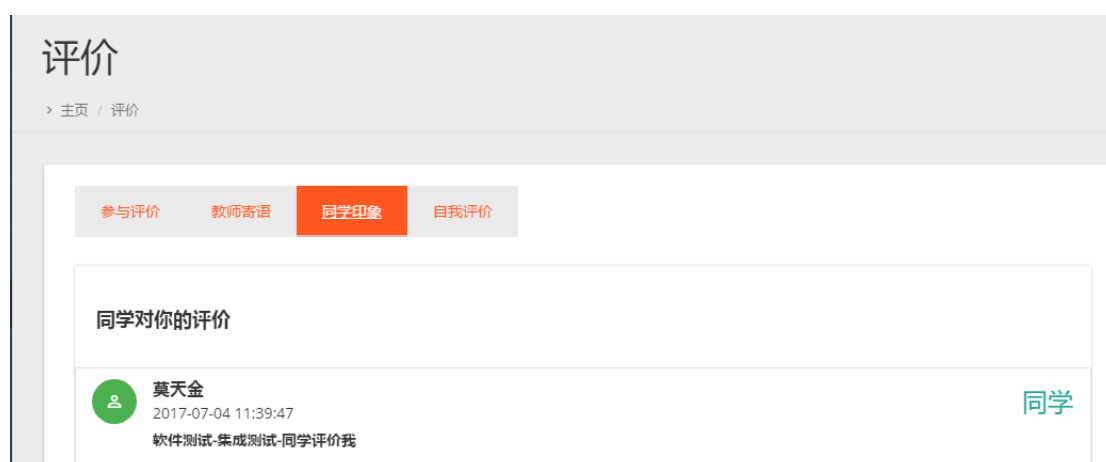 评价
› 主页 / 评价
参与评价 教师寄语 同学印象 自我评价
同学对你的评价
莫天金 同学
2017-07-04 11:39:47
软件测试-集成测试-同学评价我